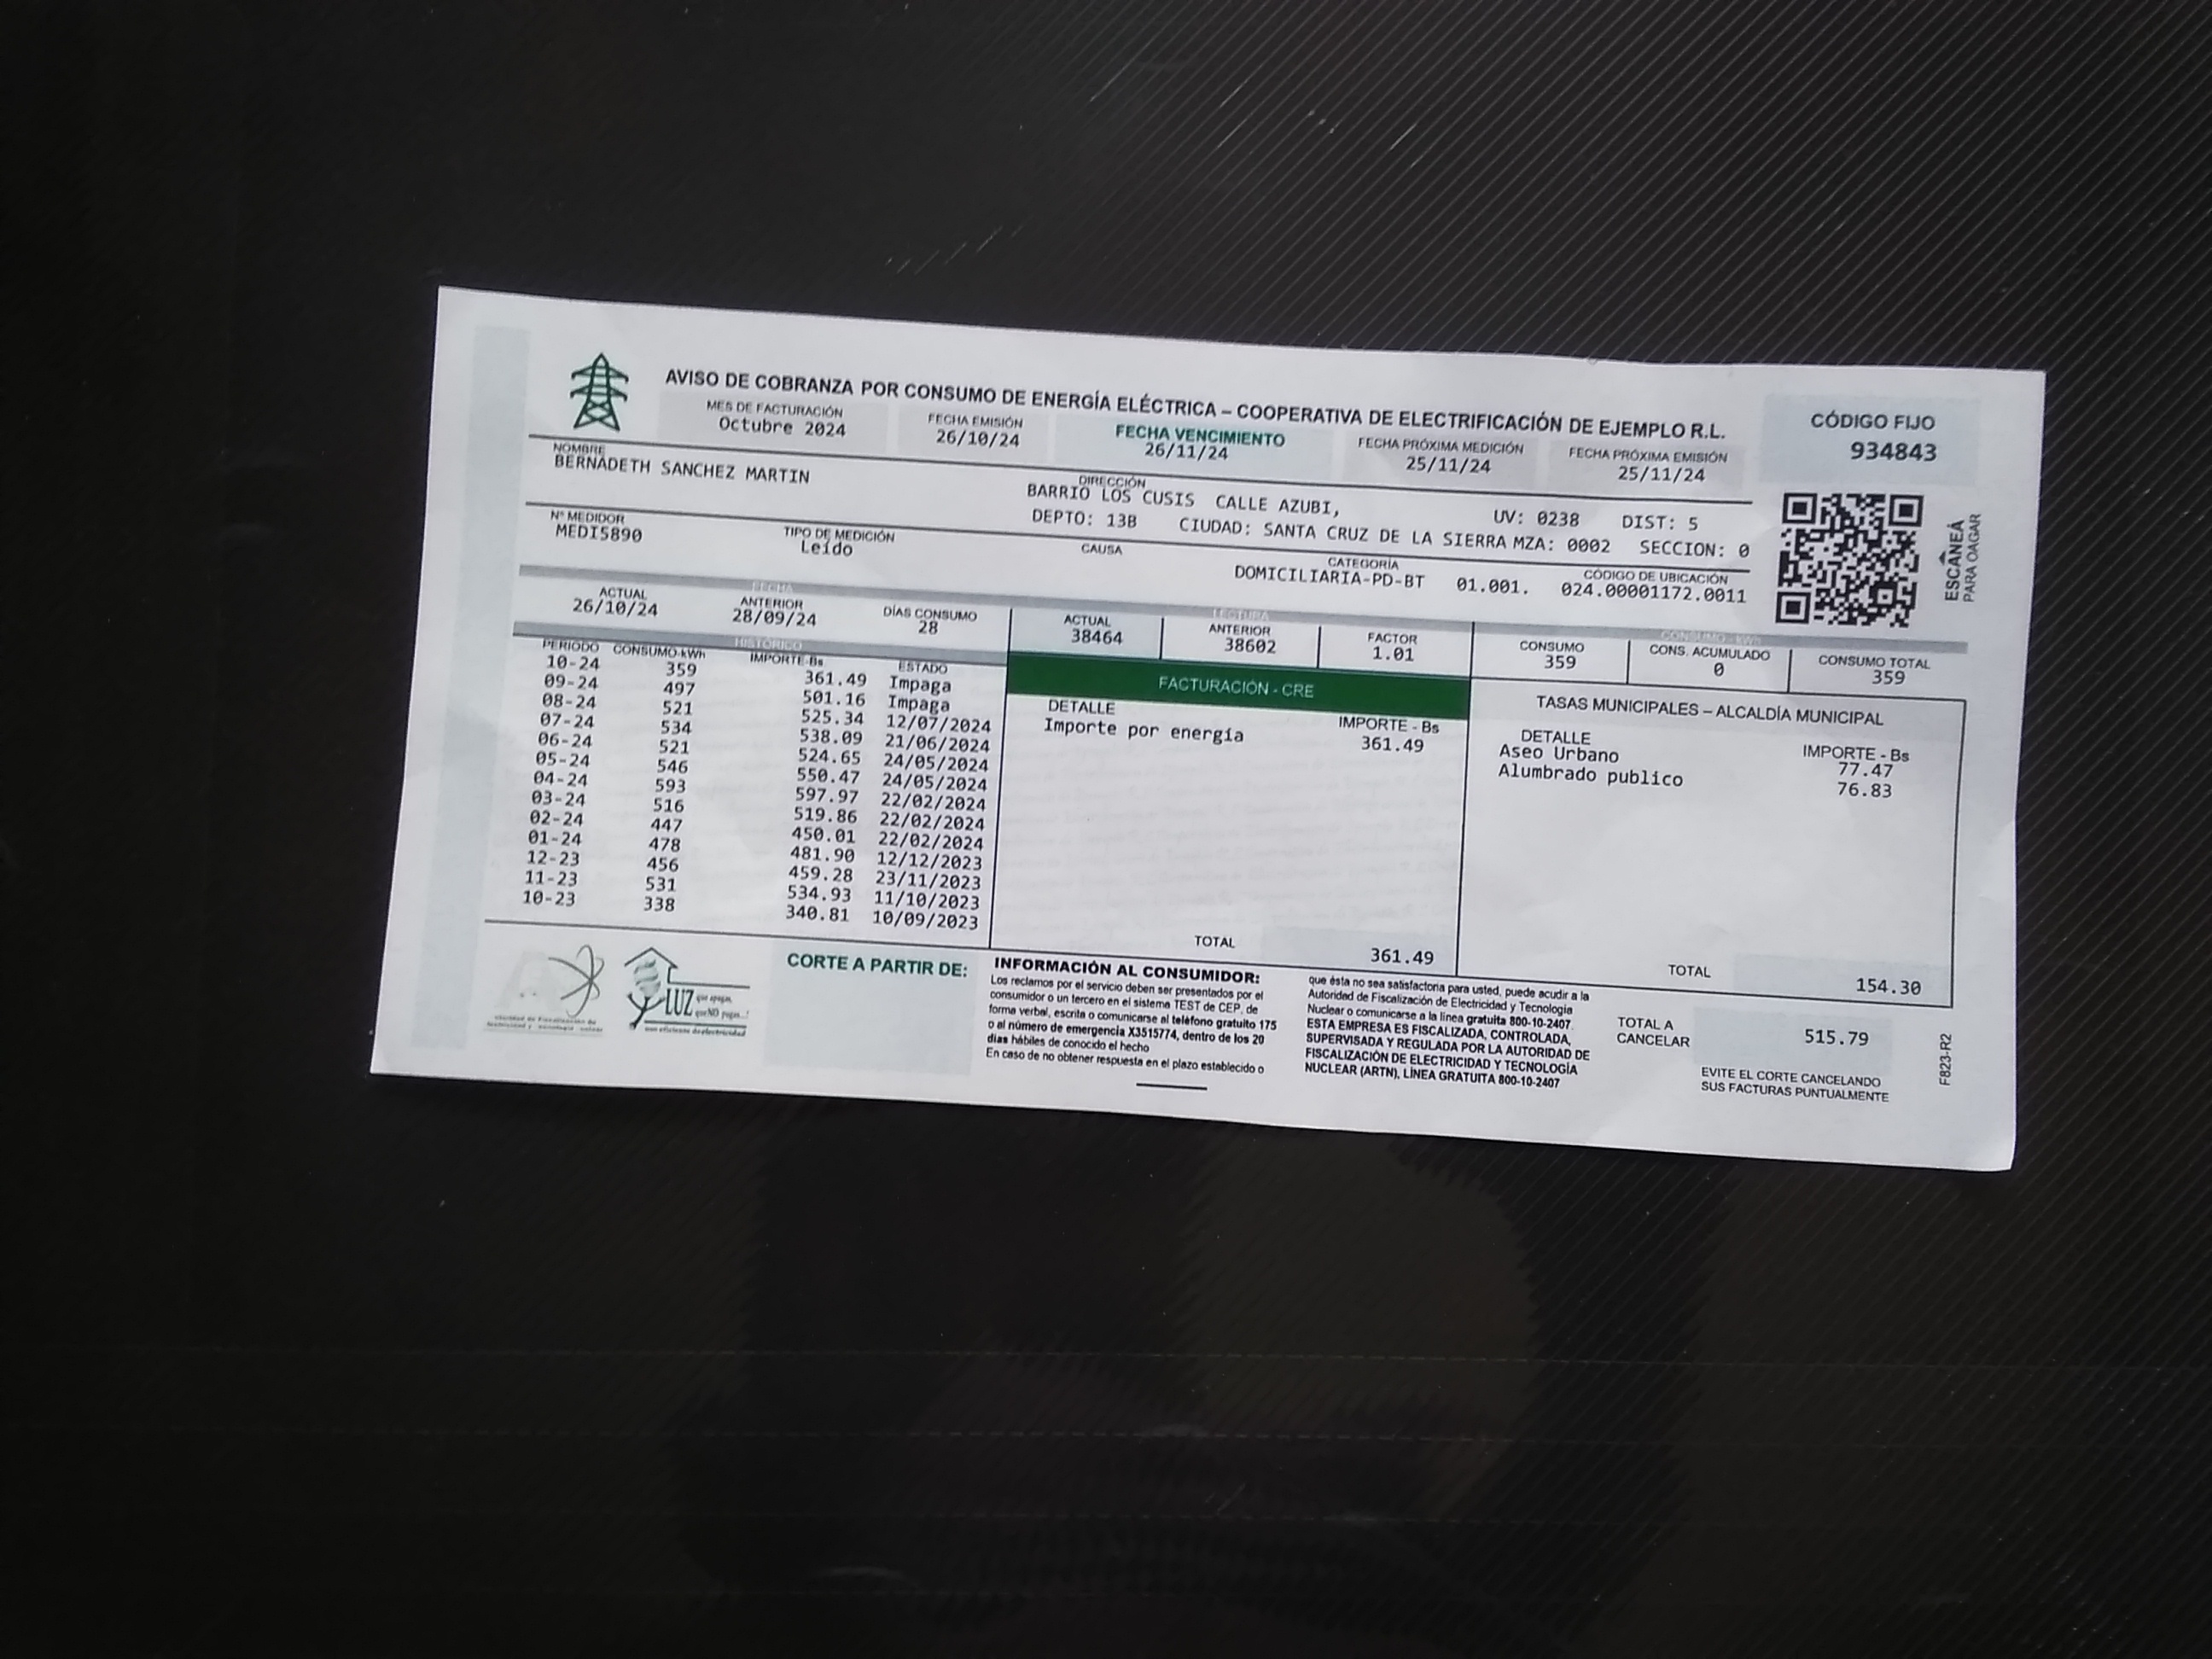 AVISO DE COBRANZA POR CONSUMO DE ENERGÍA ELÉCTRICA – COOPERATIVA DE ELECTRIFICACIÓN DE EJEMPLO R.L.
CÓDIGO FIJO
934843
MES DE FACTURACIÓN
Octubre 2024
FECHA EMISIÓN
26/10/24
FECHA VENCIMIENTO
26/11/24
FECHA PRÓXIMA MEDICIÓN
25/11/24
FECHA PRÓXIMA EMISIÓN
25/11/24
NOMBRE
BERNADETH SANCHEZ MARTIN
DIRECCIÓN
BARRIO LOS CUSIS CALLE AZUBI, UV: 0238 DIST: 5
DEPTO: 13B CIUDAD: SANTA CRUZ DE LA SIERRA MZA: 0002 SECCION: 0
ESCANEÁ
PARA OAGAR
Nº MEDIDOR
MEDI5890
TIPO DE MEDICIÓN
Leído
CAUSA
CATEGORÍA
DOMICILIARIA-PD-BT 01.001.
CÓDIGO DE UBICACIÓN
024.00001172.0011
FECHA
ACTUAL
26/10/24
ANTERIOR
28/09/24
DÍAS CONSUMO
28
LECTURA
ACTUAL
38464
ANTERIOR
38602
FACTOR
1.01
CONSUMO - kWh
CONSUMO
359
CONS. ACUMULADO
0
CONSUMO TOTAL
359
HISTÓRICO
PERÍODO CONSUMO-kWh IMPORTE-Bs ESTADO
10-24 359 361.49 Impaga
09-24 497 501.16 Impaga
08-24 521 525.34 12/07/2024
07-24 534 538.09 21/06/2024
06-24 521 524.65 24/05/2024
05-24 546 550.47 24/05/2024
04-24 593 597.97 22/02/2024
03-24 516 519.86 22/02/2024
02-24 447 450.01 22/02/2024
01-24 478 481.90 12/12/2023
12-23 456 459.28 23/11/2023
11-23 531 534.93 11/10/2023
10-23 338 340.81 10/09/2023
FACTURACIÓN - CRE
DETALLE IMPORTE - Bs
Importe por energía 361.49
TOTAL 361.49
TASAS MUNICIPALES – ALCALDÍA MUNICIPAL
DETALLE IMPORTE - Bs
Aseo Urbano 77.47
Alumbrado publico 76.83
TOTAL 154.30
LUZ
que apagas,
que NO pagas...!
CORTE A PARTIR DE:
INFORMACIÓN AL CONSUMIDOR:
Los reclamos por el servicio deben ser presentados por el
consumidor o un tercero en el sistema TEST de CEP, de
forma verbal, escrita o comunicarse al teléfono gratuito 175
o al número de emergencia X3515774, dentro de los 20
días hábiles de conocido el hecho
En caso de no obtener respuesta en el plazo establecido o
que ésta no sea satisfactoria para usted, puede acudir a la
Autoridad de Fiscalización de Electricidad y Tecnología
Nuclear o comunicarse a la línea gratuita 800-10-2407.
ESTA EMPRESA ES FISCALIZADA, CONTROLADA,
SUPERVISADA Y REGULADA POR LA AUTORIDAD DE
FISCALIZACIÓN DE ELECTRICIDAD Y TECNOLOGÍA
NUCLEAR (ARTN), LÍNEA GRATUITA 800-10-2407
TOTAL A
CANCELAR
515.79
EVITE EL CORTE CANCELANDO
SUS FACTURAS PUNTUALMENTE
F823-R2